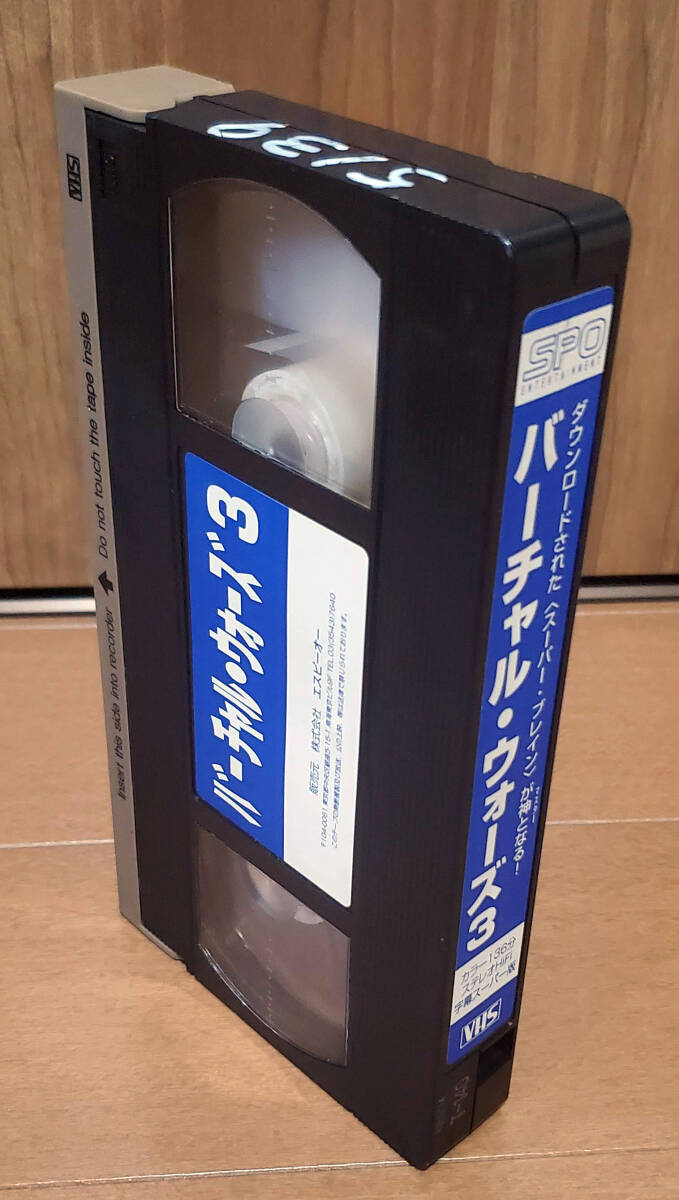 5139
VHS
Insert this side into recorder
Do not touch the tape inside
バーチャル・ウォーズ3
販売元 株式会社 エスピーオー
SPO
ENTERTAINMENT
ダウンロードされた〈スーパー・ブレイン〉が神となる!
バーチャル・ウォーズ3
カラー136分
ステレオHiFi
字幕スーパー版
VHS
T-140